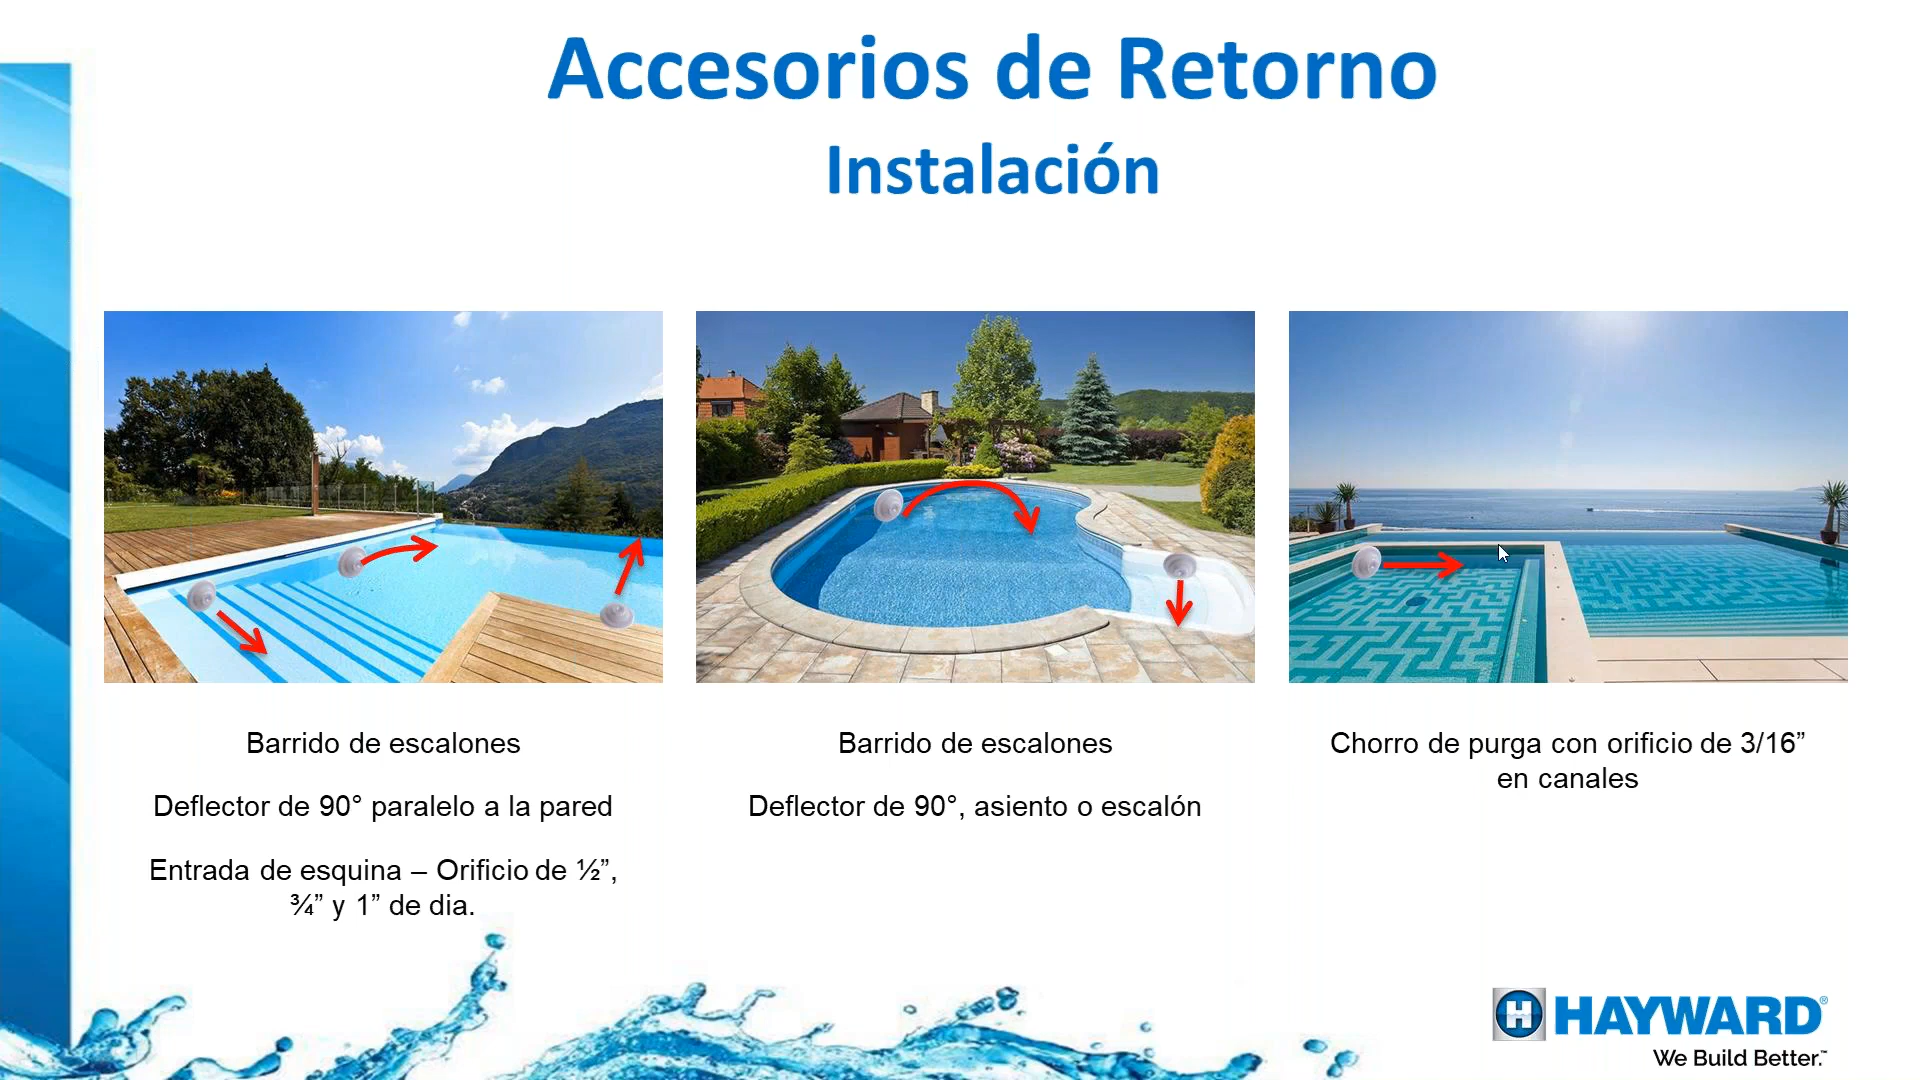 Accesorios de Retorno
Instalación
Barrido de escalones
Deflector de 90° paralelo a la pared
Entrada de esquina – Orificio de ½”,
¾” y 1” de dia.
Barrido de escalones
Deflector de 90°, asiento o escalón
Chorro de purga con orificio de 3/16”
en canales
H HAYWARD®
We Build Better.™